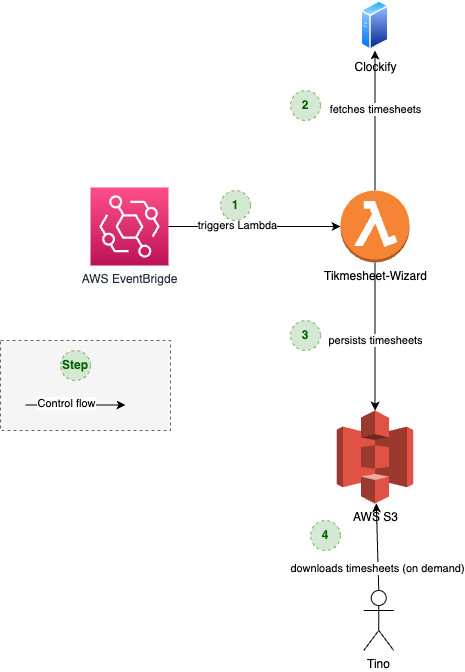 Clockify
2
fetches timesheets
1
triggers Lambda
AWS EventBrigde
Tikmesheet-Wizard
3
persists timesheets
Step
Control flow
AWS S3
4
downloads timesheets (on demand)
Tino